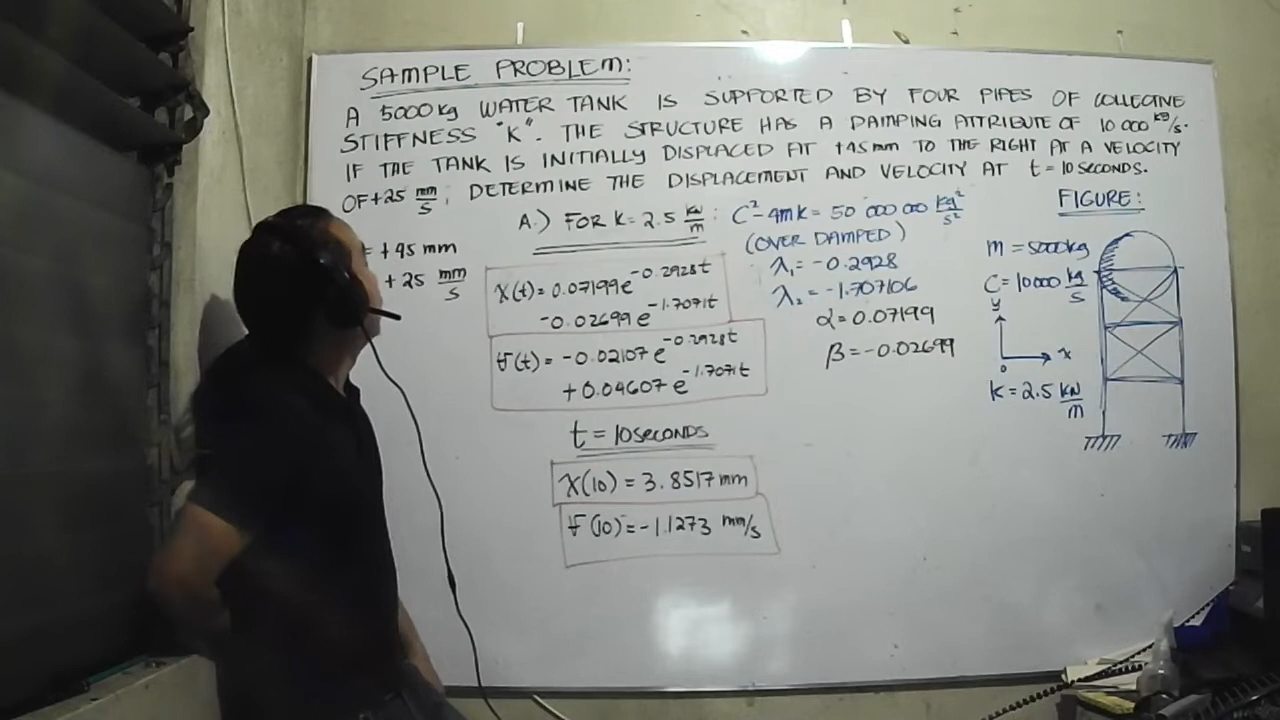 SAMPLE PROBLEM:
A 5000kg WATER TANK IS SUPPORTED BY FOUR PIPES OF COLLECTIVE
STIFFNESS "K". THE STRUCTURE HAS A DAMPING ATTRIBUTE OF 10 000 kg/s.
IF THE TANK IS INITIALLY DISPLACED AT +45mm TO THE RIGHT AT A VELOCITY
OF +25 mm/s; DETERMINE THE DISPLACEMENT AND VELOCITY AT t=10 SECONDS.
= +45 mm
+ 25 mm/s
A.) FOR K=2.5 kN/m: C²-4mk = 50 000 000 kg²/s²
(OVER DAMPED)
λ₁=-0.2928
λ₂=-1.707106
α=0.07199
β=-0.02699
x(t)=0.07199e^-0.2928t
-0.02699e^-1.7071t
v(t)=-0.02107e^-0.2928t
+0.04607e^-1.7071t
t=10SECONDS
x(10)=3.8517mm
v(10)=-1.1273 mm/s
FIGURE:
m=5000kg
C=10000 kg/s
y
x
0
k=2.5 kN/m